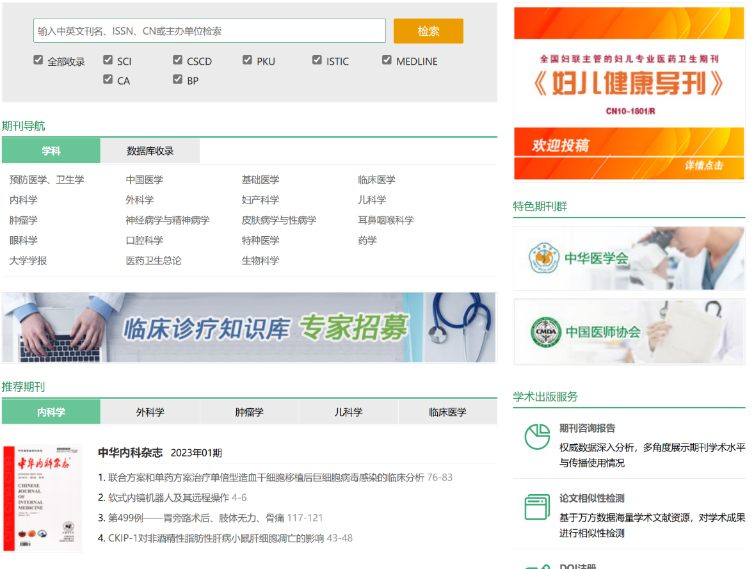 输入中英文刊名、ISSN、CN或主办单位检索
检索
全部收录 SCI CSCD PKU ISTIC MEDLINE
CA BP
期刊导航
学科 数据库收录
预防医学、卫生学 中国医学 基础医学 临床医学
内科学 外科学 妇产科学 儿科学
肿瘤学 神经病学与精神病学 皮肤病学与性病学 耳鼻咽喉科学
眼科学 口腔科学 特种医学 药学
大学学报 医药卫生总论 生物科学
临床诊疗知识库 专家招募
推荐期刊
内科学 外科学 肿瘤学 儿科学 临床医学
中华内科杂志
CHINESE
JOURNAL
OF
INTERNAL
MEDICINE
中华内科杂志 2023年01期
1. 联合方案和单药方案治疗单倍型造血干细胞移植后巨细胞病毒感染的临床分析 76-83
2. 软式内镜机器人及其远程操作 4-6
3. 第499例——胃旁路术后、肢体无力、骨痛 117-121
4. CKIP-1对非酒精性脂肪性肝病小鼠肝细胞凋亡的影响 43-48
全国妇联主管的妇儿专业医药卫生期刊
《妇儿健康导刊》
CN10-1801/R
欢迎投稿
详情点击
特色期刊群
中华医学会
CMDA
中国医师协会
学术出版服务
期刊咨询报告
权威数据深入分析，多角度展示期刊学术水平
与传播使用情况
论文相似性检测
基于万方数据海量学术文献资源，对学术成果
进行相似性检测
DOI注册